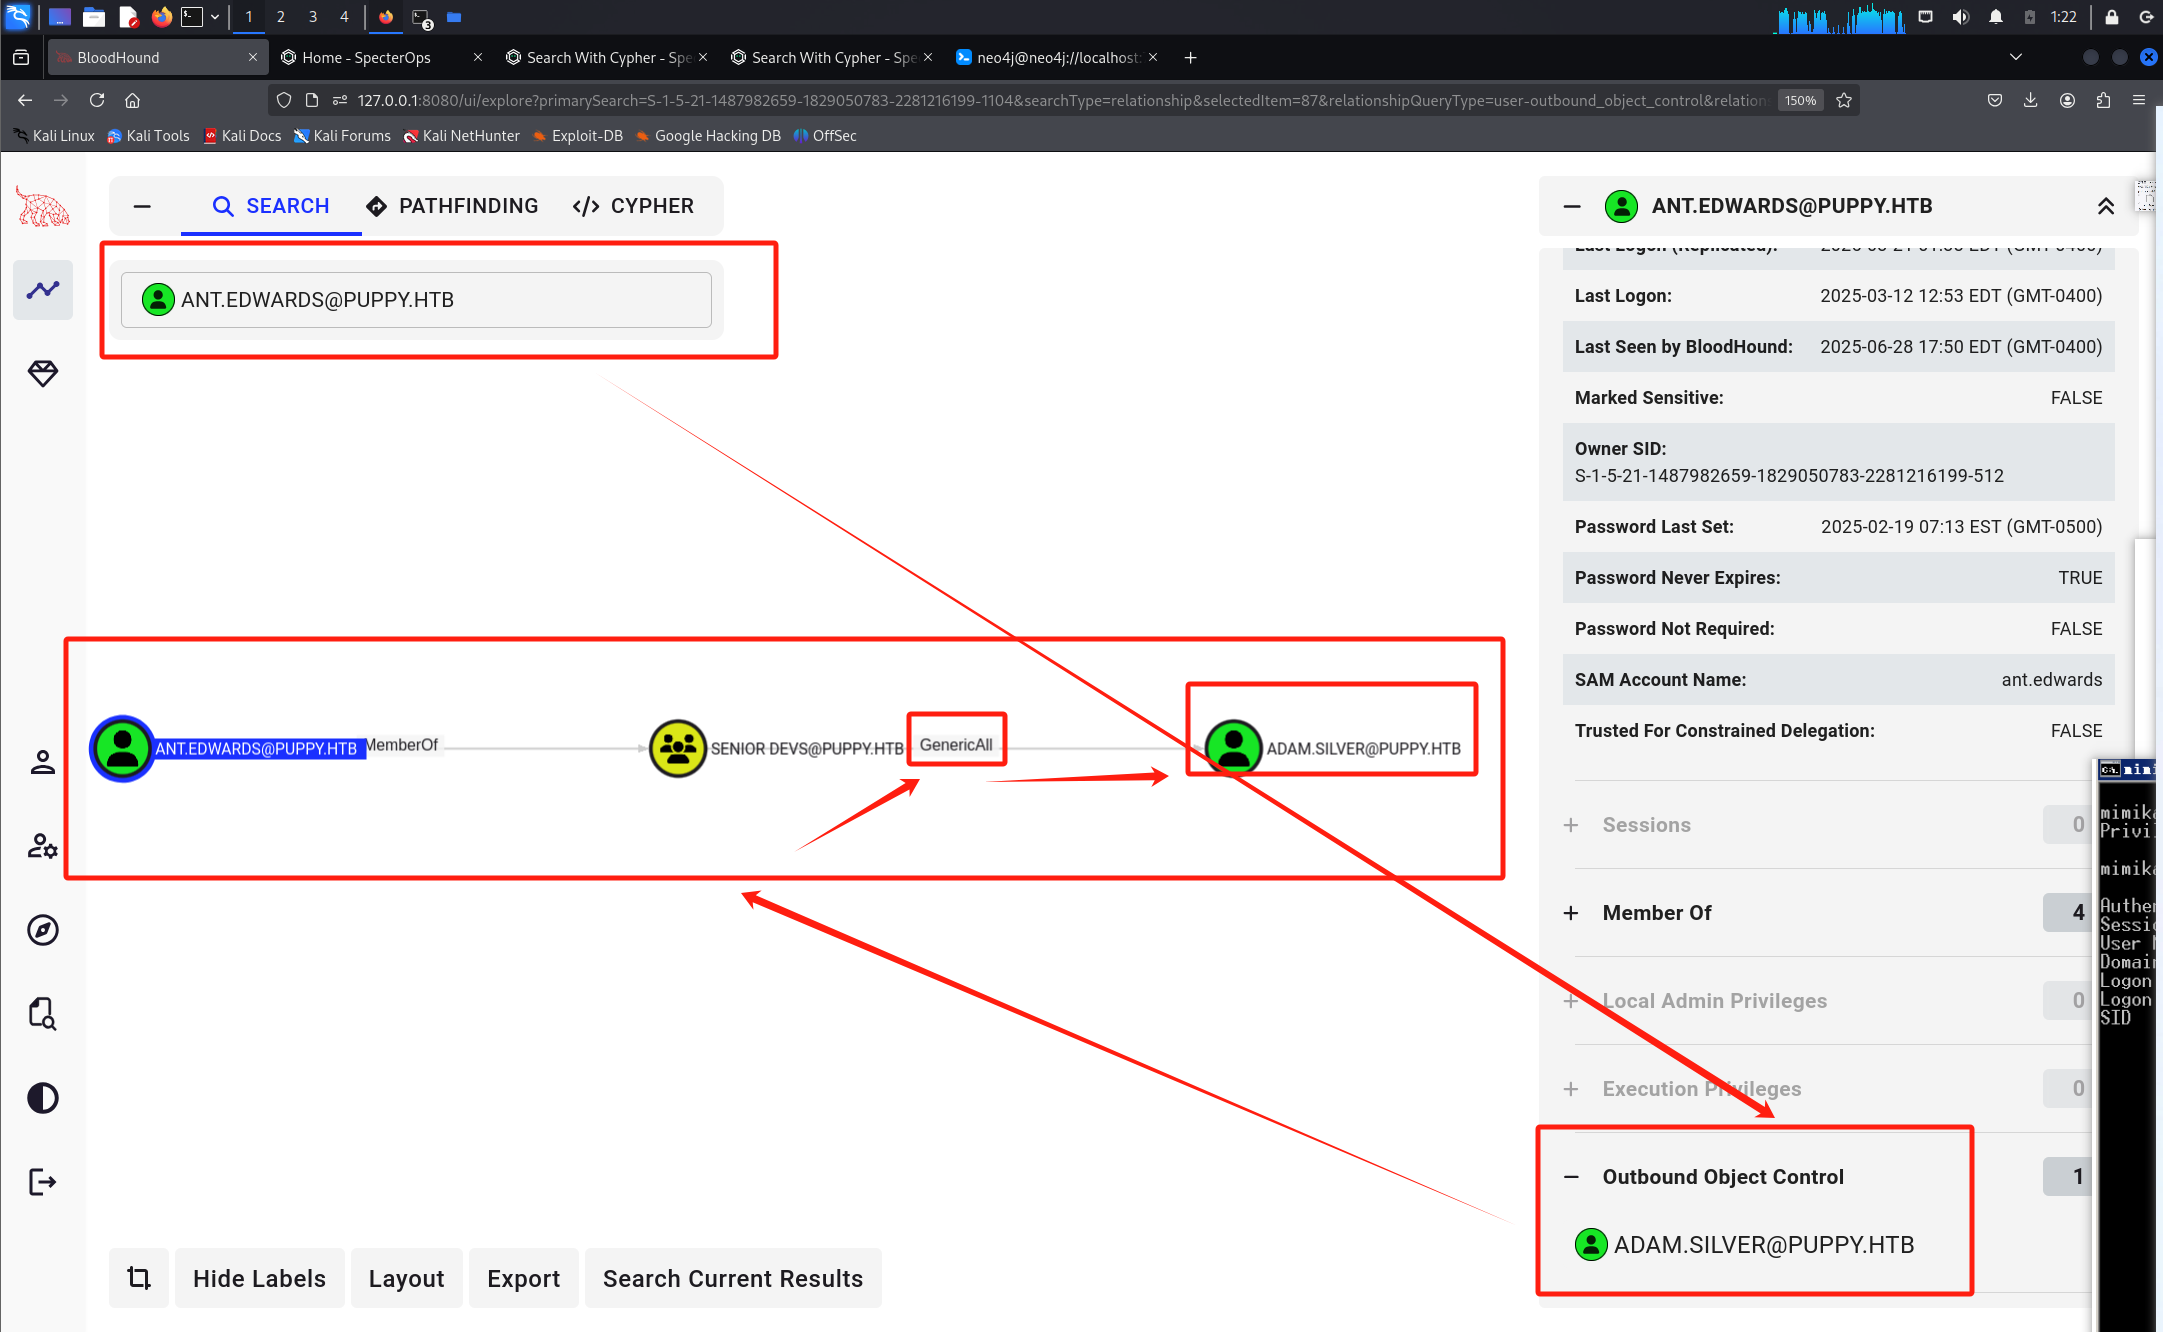 1 2 3 4
3
1:22
BloodHound
Home - SpecterOps
Search With Cypher - Spe
Search With Cypher - Spe
neo4j@neo4j://localhost:
127.0.0.1:8080/ui/explore?primarySearch=S-1-5-21-1487982659-1829050783-2281216199-1104&searchType=relationship&selectedItem=87&relationshipQueryType=user-outbound_object_control&relation
150%
Kali Linux Kali Tools Kali Docs Kali Forums Kali NetHunter Exploit-DB Google Hacking DB OffSec
SEARCH PATHFINDING CYPHER
ANT.EDWARDS@PUPPY.HTB
ANT.EDWARDS@PUPPY.HTB
MemberOf
SENIOR DEVS@PUPPY.HTB
GenericAll
ADAM.SILVER@PUPPY.HTB
Hide Labels Layout Export Search Current Results
ANT.EDWARDS@PUPPY.HTB
Last Logon: 2025-03-12 12:53 EDT (GMT-0400)
Last Seen by BloodHound: 2025-06-28 17:50 EDT (GMT-0400)
Marked Sensitive: FALSE
Owner SID:
S-1-5-21-1487982659-1829050783-2281216199-512
Password Last Set: 2025-02-19 07:13 EST (GMT-0500)
Password Never Expires: TRUE
Password Not Required: FALSE
SAM Account Name: ant.edwards
Trusted For Constrained Delegation: FALSE
Sessions 0
Member Of 4
Local Admin Privileges 0
Execution Privileges 0
Outbound Object Control 1
ADAM.SILVER@PUPPY.HTB
mimi
mimika
Privi
mimika
Authen
Sessio
User
Domain
Logon
Logon
SID